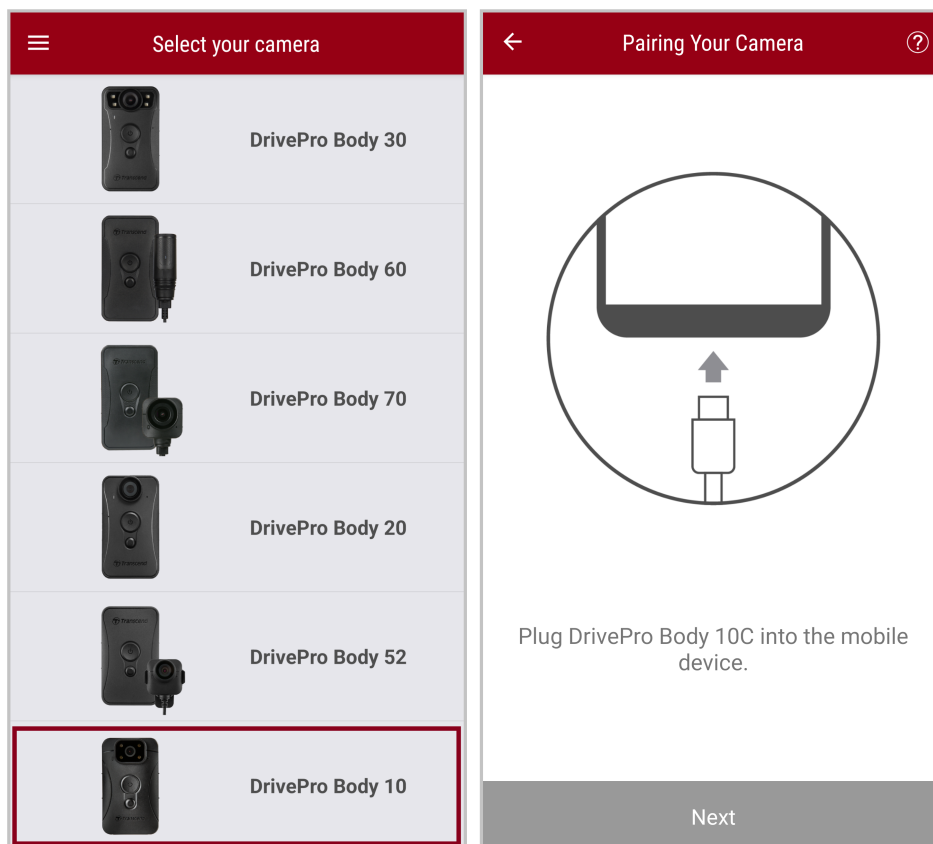 Select your camera
DrivePro Body 30
DrivePro Body 60
DrivePro Body 70
DrivePro Body 20
DrivePro Body 52
DrivePro Body 10
Pairing Your Camera
?
Plug DrivePro Body 10C into the mobile
device.
Next